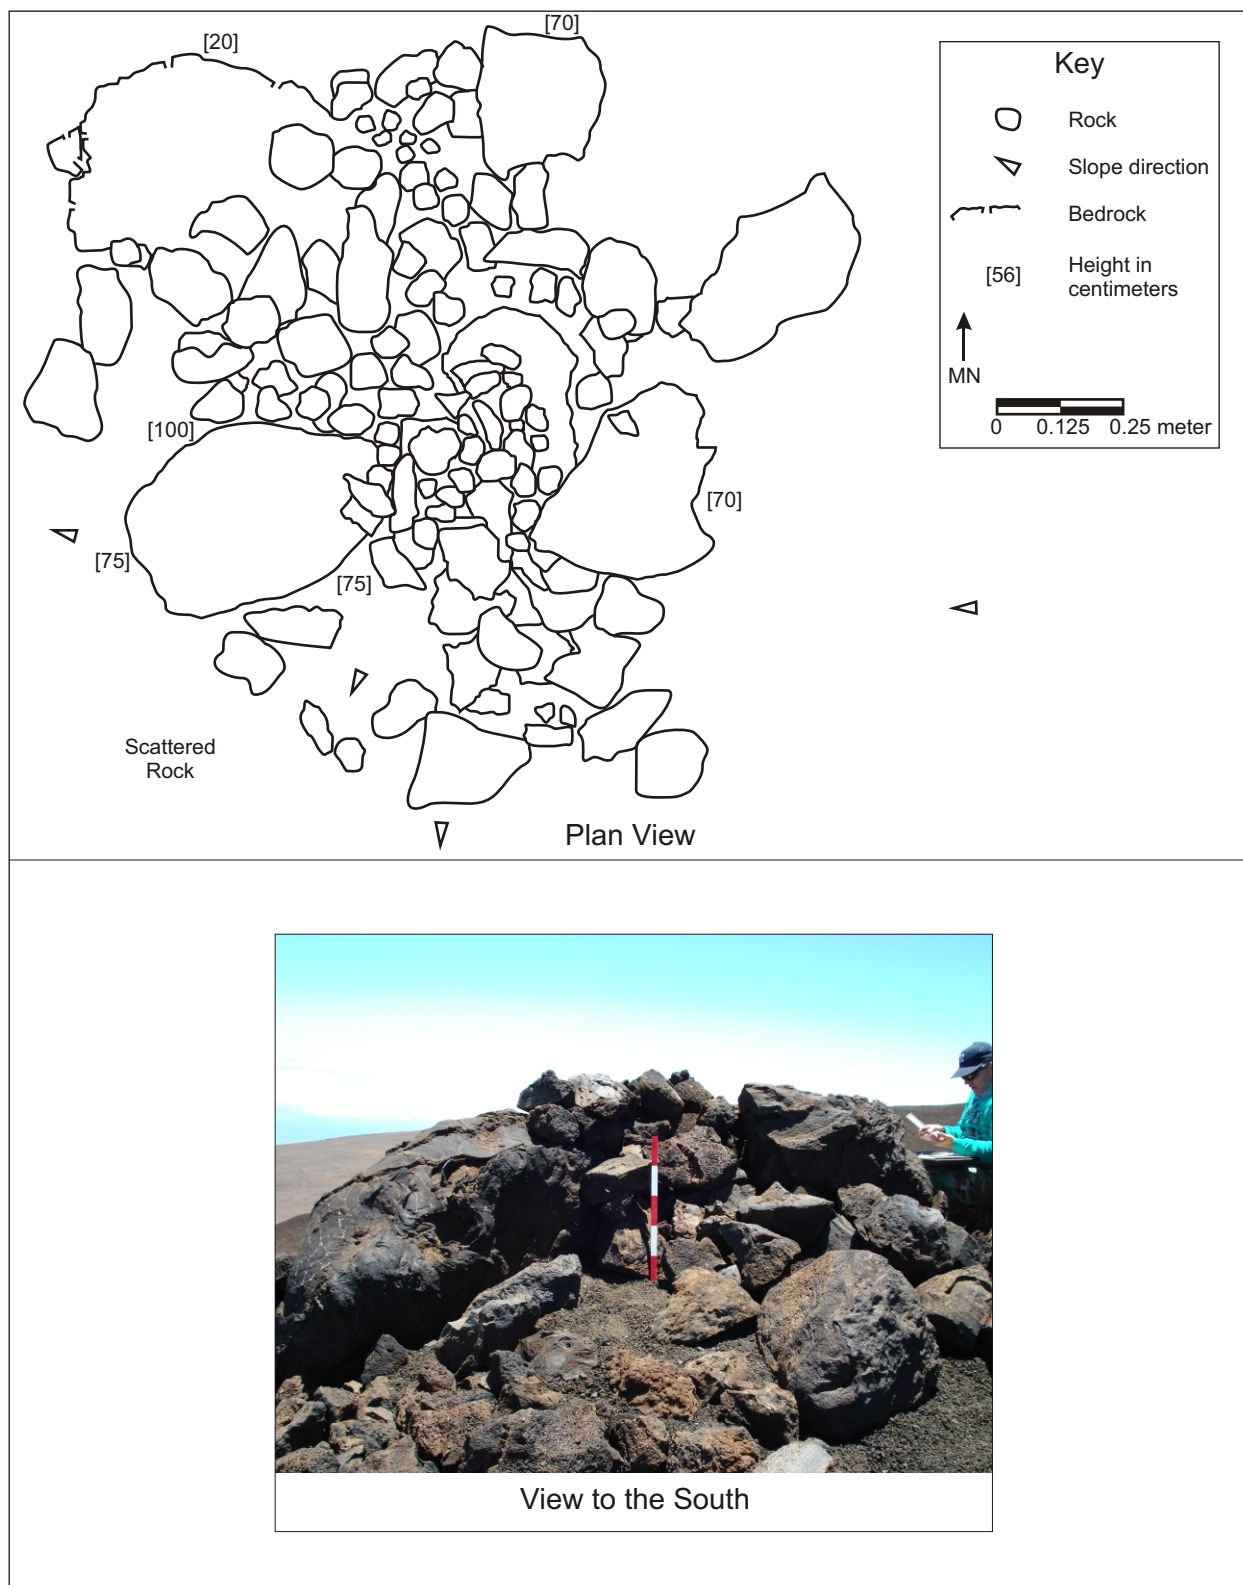 [20]
[70]
[100]
[75]
[75]
[70]
Scattered
Rock
Plan View
Key
Rock
Slope direction
Bedrock
[56]
Height in
centimeters
MN
0 0.125 0.25 meter
View to the South